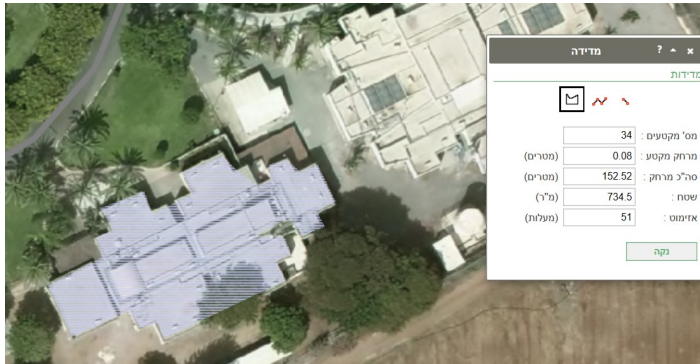 מדידה
מדידות
מס' מקטעים : 34
מרחק מקטע : 0.08 (מטרים)
סה"כ מרחק : 152.52 (מטרים)
שטח : 734.5 (מ"ר)
אזימוט : 51 (מעלות)
נקה